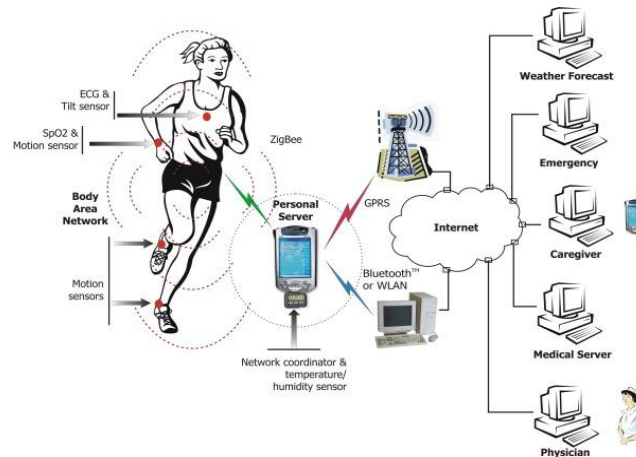 ECG &
Tilt sensor
SpO2 &
Motion sensor
ZigBee
Body
Area
Network
Motion
sensors
Personal
Server
Network coordinator &
temperature/
humidity sensor
GPRS
Bluetooth™
or WLAN
Internet
Weather Forecast
Emergency
Caregiver
Medical Server
Physician